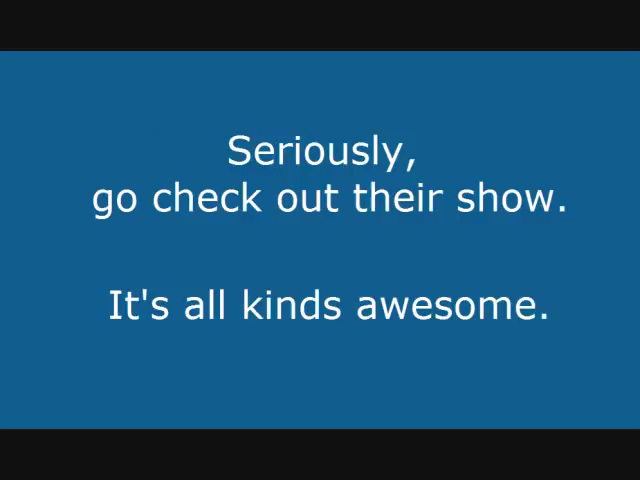 Seriously,
go check out their show.
It's all kinds awesome.